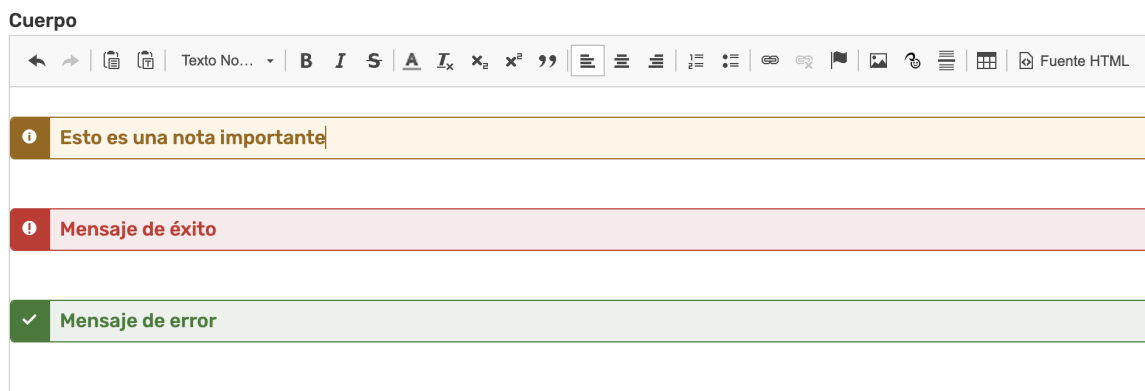 Cuerpo
Texto No... Fuente HTML
Esto es una nota importante
Mensaje de éxito
Mensaje de error